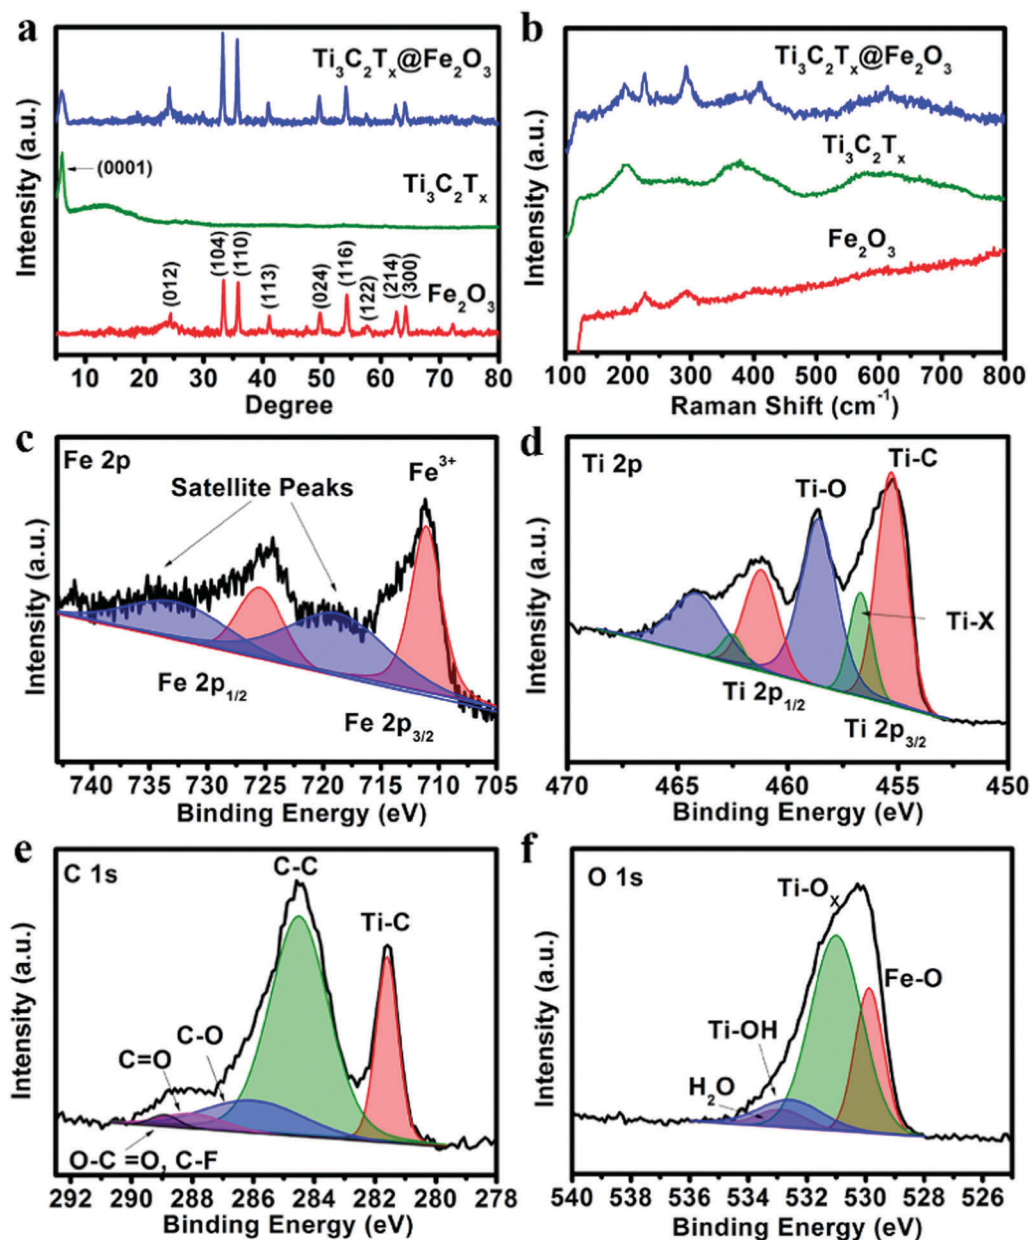 a
Ti₃C₂Tₓ@Fe₂O₃
(0001)
Ti₃C₂Tₓ
(012)
(104)
(110)
(113)
(024)
(116)
(122)
(214)
(300)
Fe₂O₃
Intensity (a.u.)
10 20 30 40 50 60 70 80
Degree
b
Ti₃C₂Tₓ@Fe₂O₃
Ti₃C₂Tₓ
Fe₂O₃
Intensity (a.u.)
100 200 300 400 500 600 700 800
Raman Shift (cm⁻¹)
c
Fe 2p
Fe³⁺
Satellite Peaks
Fe 2p1/2
Fe 2p3/2
Intensity (a.u.)
740 735 730 725 720 715 710 705
Binding Energy (eV)
d
Ti 2p
Ti-C
Ti-O
Ti-X
Ti 2p1/2
Ti 2p3/2
Intensity (a.u.)
470 465 460 455 450
Binding Energy (eV)
e
C 1s
C-C
Ti-C
C-O
C=O
O-C =O, C-F
Intensity (a.u.)
292 290 288 286 284 282 280 278
Binding Energy (eV)
f
O 1s
Ti-Oₓ
Fe-O
Ti-OH
H₂O
Intensity (a.u.)
540 538 536 534 532 530 528 526
Binding Energy (eV)